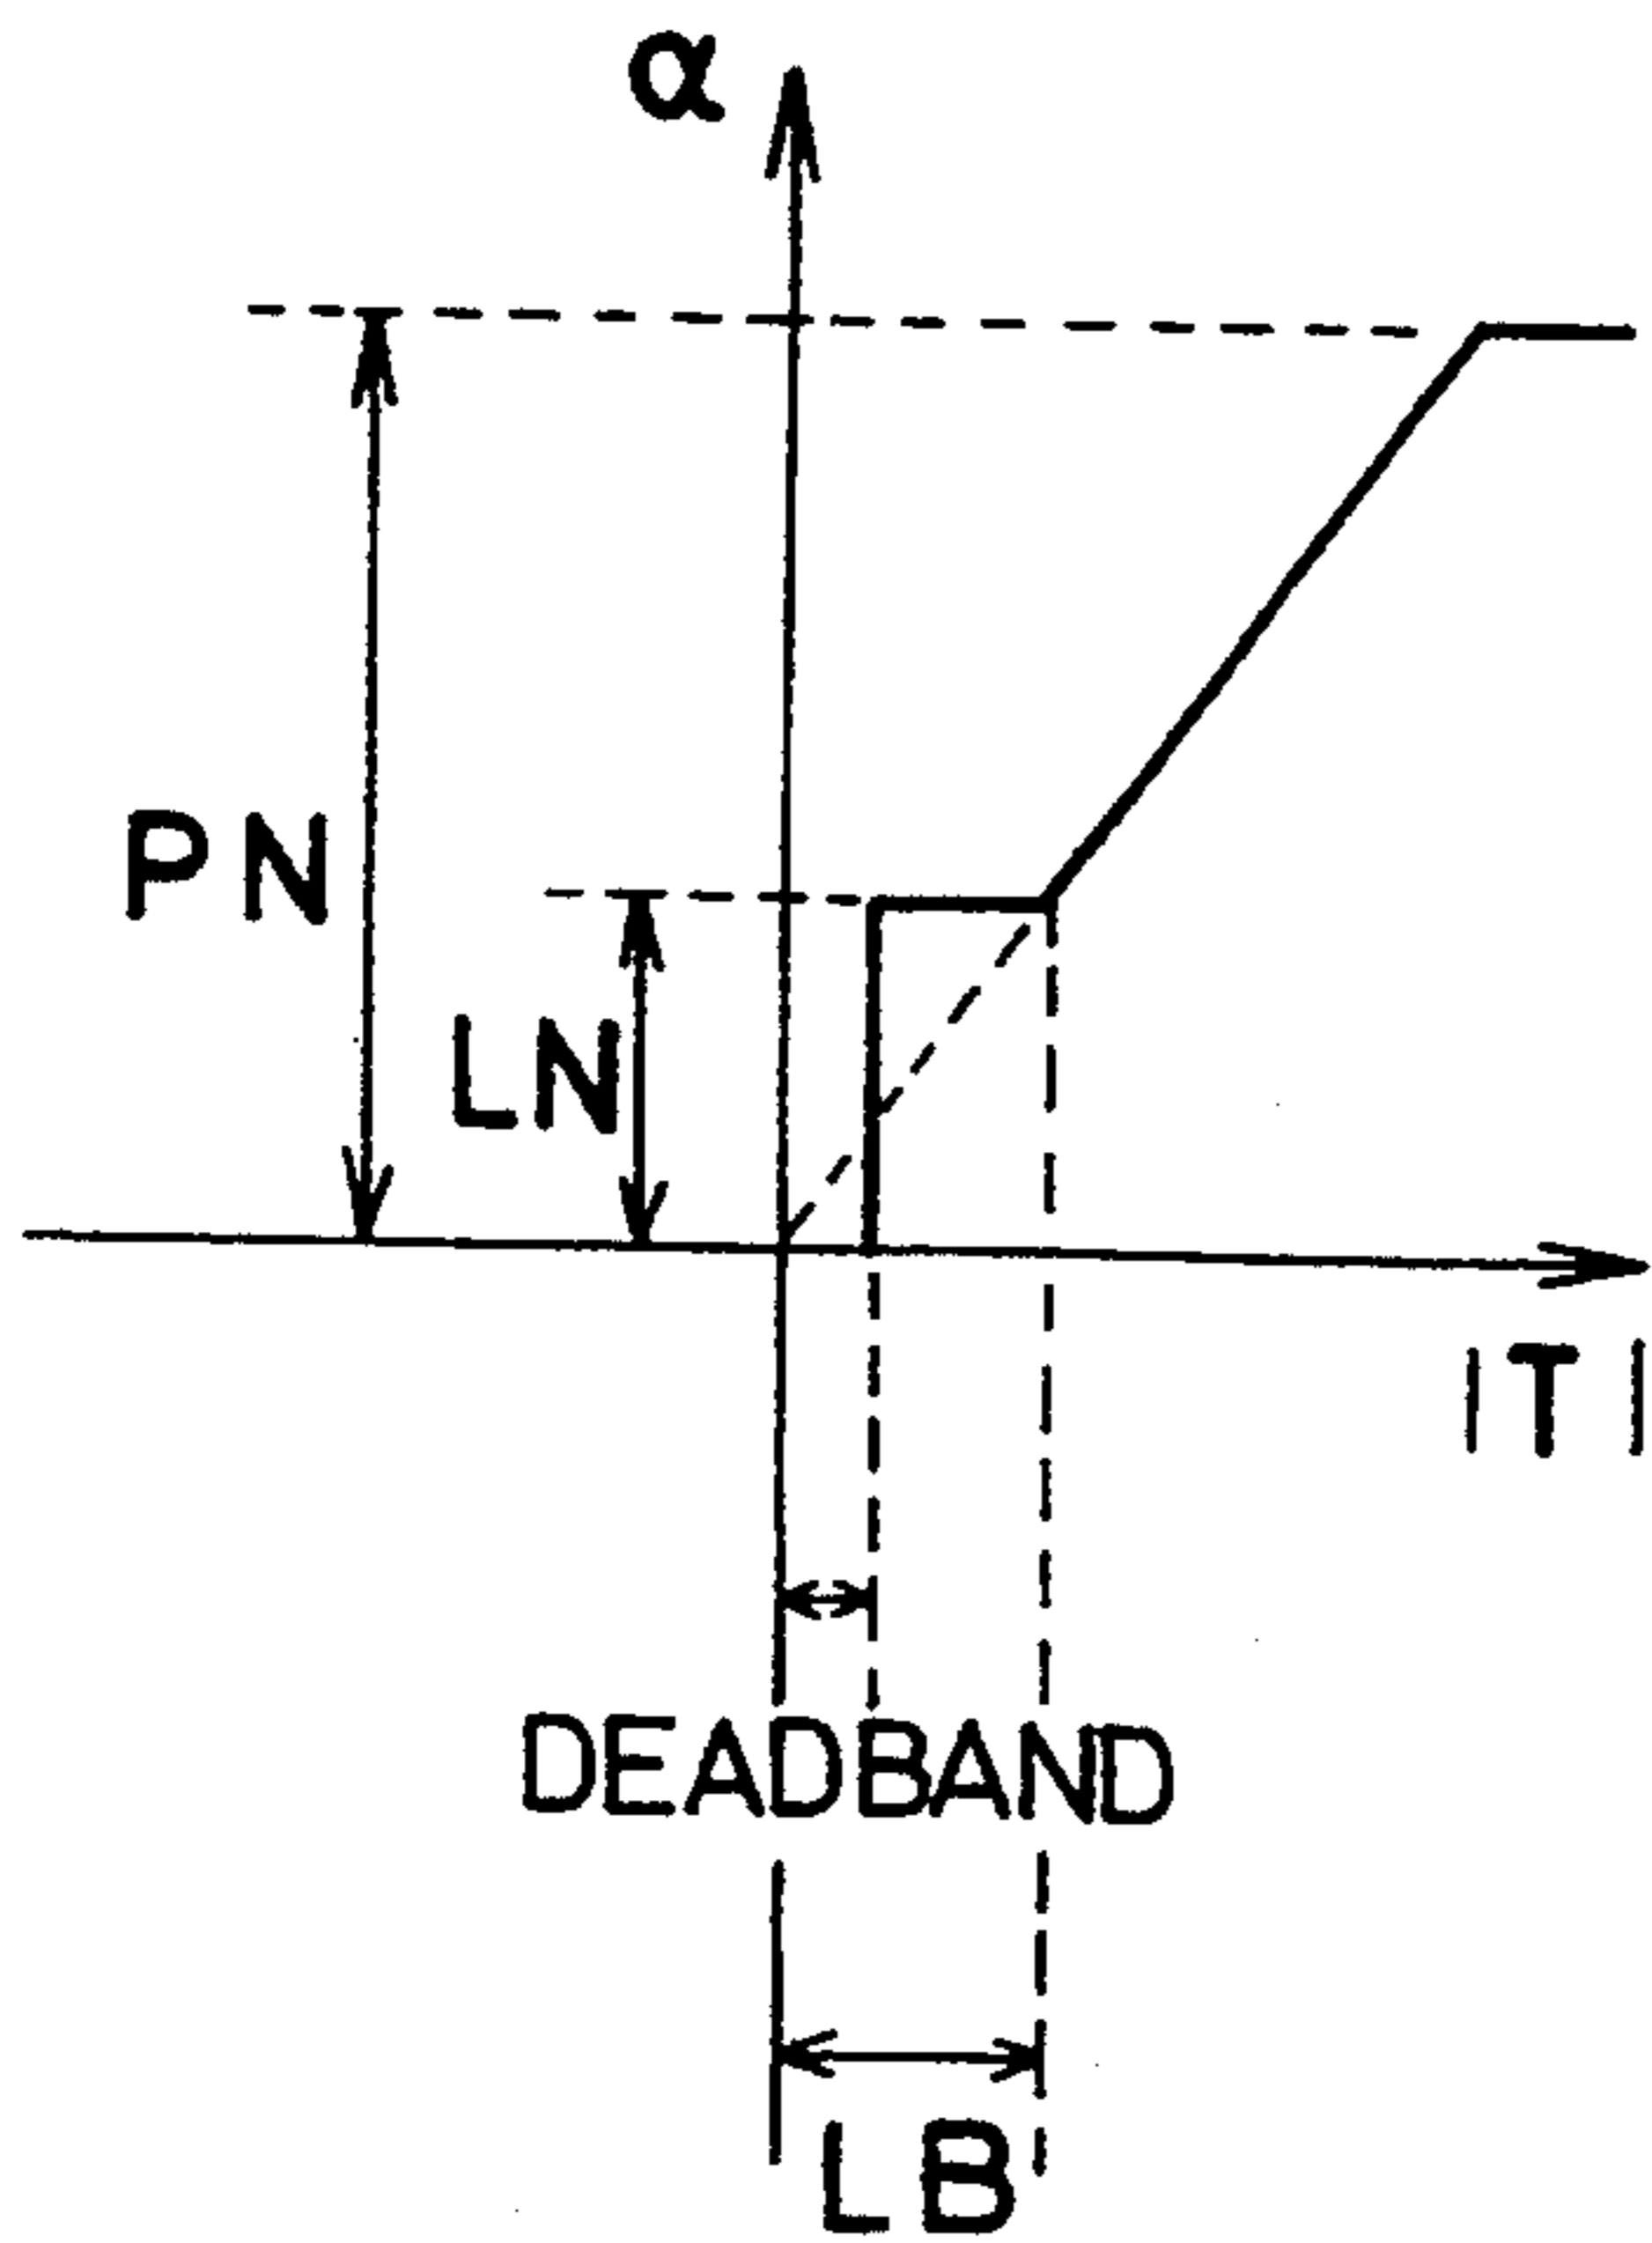 α
PN
LN
|T|
DEADBAND
LB